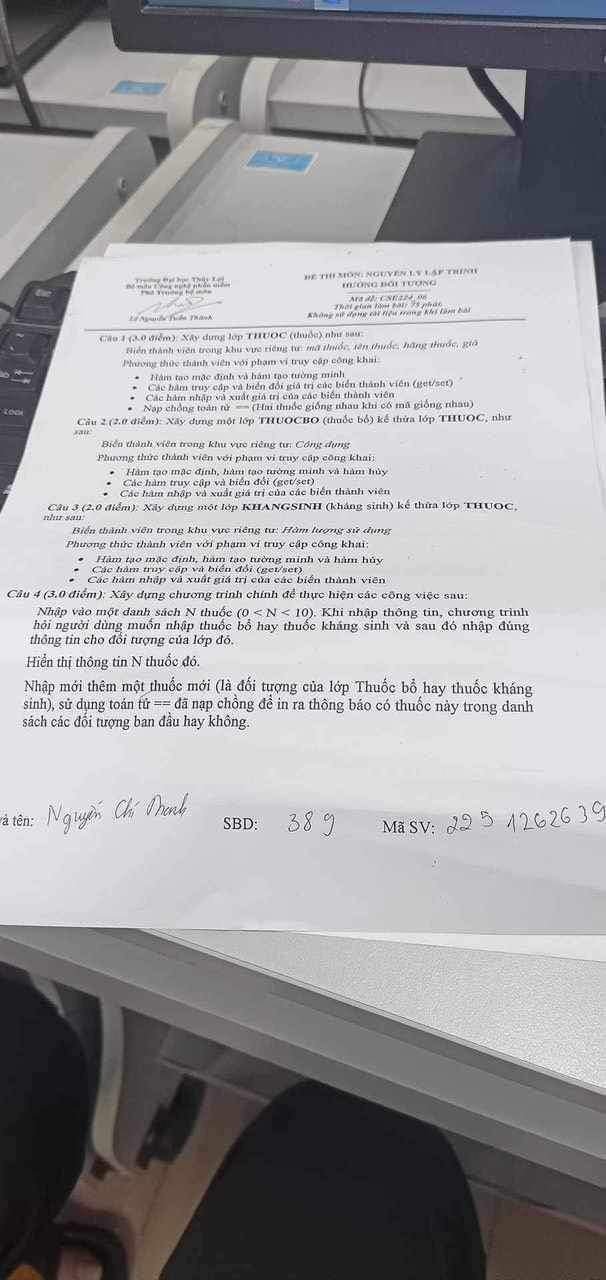 Trường Đại học Thủy Lợi
Bộ môn Công nghệ phần mềm
Phó Trưởng bộ môn
Lê Nguyễn Tuấn Thành
ĐỀ THI MÔN: NGUYÊN LÝ LẬP TRÌNH
HƯỚNG ĐỐI TƯỢNG
Mã đề: CSE224_06
Thời gian làm bài: 75 phút
Không sử dụng tài liệu trong khi làm bài
Câu 1 (3.0 điểm): Xây dựng lớp THUOC (thuốc) như sau:
Biến thành viên trong khu vực riêng tư: mã thuốc, tên thuốc, hãng thuốc, giá
Phương thức thành viên với phạm vi truy cập công khai:
• Hàm tạo mặc định và hàm tạo tường minh
• Các hàm truy cập và biến đổi giá trị các biến thành viên (get/set)
• Các hàm nhập và xuất giá trị của các biến thành viên
• Nạp chồng toán tử == (Hai thuốc giống nhau khi có mã giống nhau)
Câu 2 (2.0 điểm): Xây dựng một lớp THUOCBO (thuốc bổ) kế thừa lớp THUOC, như
sau:
Biến thành viên trong khu vực riêng tư: Công dụng
Phương thức thành viên với phạm vi truy cập công khai:
• Hàm tạo mặc định, hàm tạo tường minh và hàm hủy
• Các hàm truy cập và biến đổi (get/set)
• Các hàm nhập và xuất giá trị của các biến thành viên
Câu 3 (2.0 điểm): Xây dựng một lớp KHANGSINH (kháng sinh) kế thừa lớp THUOC,
như sau:
Biến thành viên trong khu vực riêng tư: Hàm lượng sử dụng
Phương thức thành viên với phạm vi truy cập công khai:
• Hàm tạo mặc định, hàm tạo tường minh và hàm hủy
• Các hàm truy cập và biến đổi (get/set)
• Các hàm nhập và xuất giá trị của các biến thành viên
Câu 4 (3.0 điểm): Xây dựng chương trình chính để thực hiện các công việc sau:
Nhập vào một danh sách N thuốc (0 < N < 10). Khi nhập thông tin, chương trình
hỏi người dùng muốn nhập thuốc bổ hay thuốc kháng sinh và sau đó nhập đúng
thông tin cho đối tượng của lớp đó.
Hiển thị thông tin N thuốc đó.
Nhập mới thêm một thuốc mới (là đối tượng của lớp Thuốc bổ hay thuốc kháng
sinh), sử dụng toán tử == đã nạp chồng để in ra thông báo có thuốc này trong danh
sách các đối tượng ban đầu hay không.
và tên: Nguyễn Chí Thanh SBD: 389 Mã SV: 2251262639